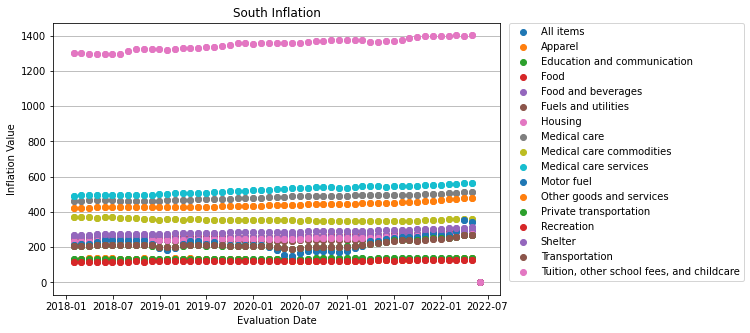 South Inflation
1400
1200
1000
800
600
400
200
0
Inflation Value
2018-01 2018-07 2019-01 2019-07 2020-01 2020-07 2021-01 2021-07 2022-01 2022-07
Evaluation Date
All items
Apparel
Education and communication
Food
Food and beverages
Fuels and utilities
Housing
Medical care
Medical care commodities
Medical care services
Motor fuel
Other goods and services
Private transportation
Recreation
Shelter
Transportation
Tuition, other school fees, and childcare